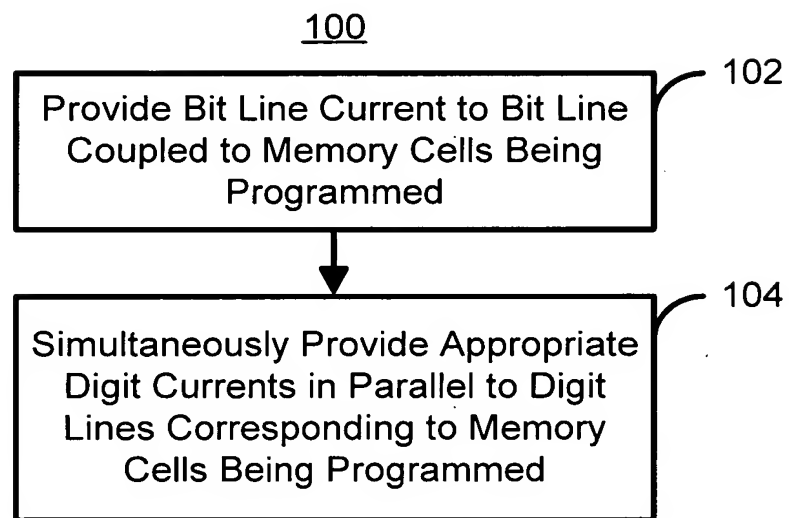 100
102
Provide Bit Line Current to Bit Line
Coupled to Memory Cells Being
Programmed
104
Simultaneously Provide Appropriate
Digit Currents in Parallel to Digit
Lines Corresponding to Memory
Cells Being Programmed